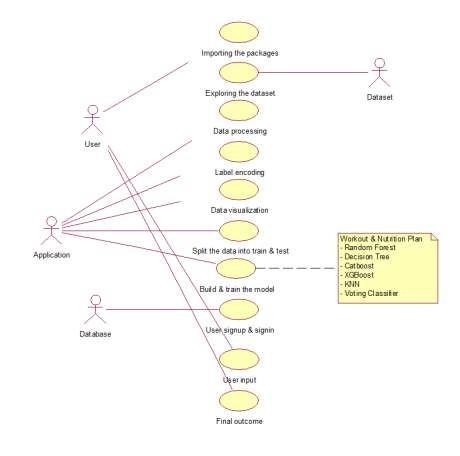 Importing the packages
Exploring the dataset
Dataset
Data processing
User
Label encoding
Data visualization
Split the data into train & test
Application
Workout & Nutrition Plan
- Random Forest
- Decision Tree
- Catboost
- XGBoost
- KNN
- Voting Classifier
Build & train the model
User signup & signin
Database
User input
Final outcome